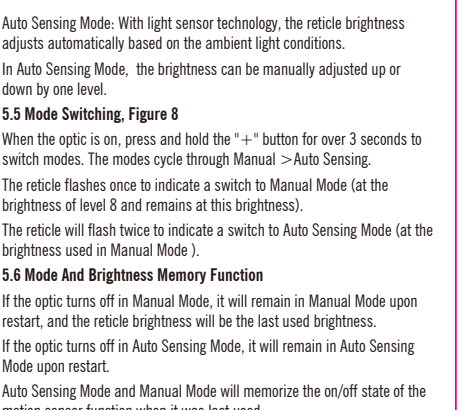 Auto Sensing Mode: With light sensor technology, the reticle brightness
adjusts automatically based on the ambient light conditions.
In Auto Sensing Mode,  the brightness can be manually adjusted up or
down by one level.
5.5 Mode Switching, Figure 8
When the optic is on, press and hold the "+" button for over 3 seconds to
switch modes. The modes cycle through Manual >Auto Sensing.
The reticle flashes once to indicate a switch to Manual Mode (at the
brightness of level 8 and remains at this brightness).
The reticle will flash twice to indicate a switch to Auto Sensing Mode (at the
brightness used in Manual Mode ).
5.6 Mode And Brightness Memory Function
If the optic turns off in Manual Mode, it will remain in Manual Mode upon
restart, and the reticle brightness will be the last used brightness.
If the optic turns off in Auto Sensing Mode, it will remain in Auto Sensing
Mode upon restart.
Auto Sensing Mode and Manual Mode will memorize the on/off state of the
motion sensor function when it was last used